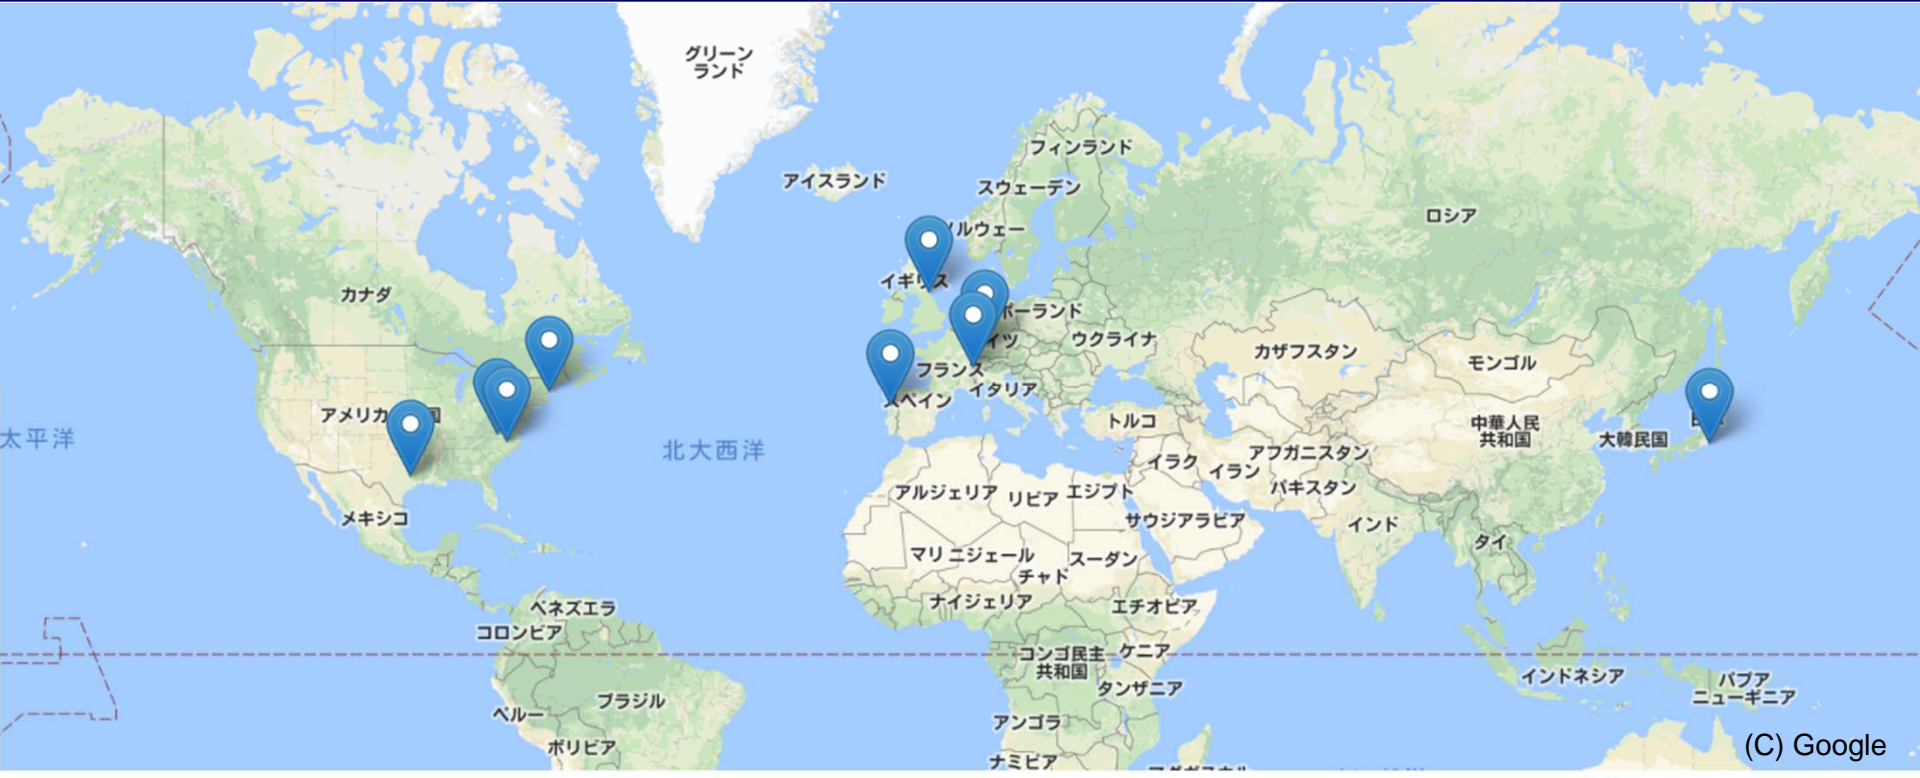 グリーン
ランド
フィンランド
アイスランド
スウェーデン
ロシア
ルウェー
イギリス
カナダ
ポーランド
イツ
ウクライナ
カザフスタン
モンゴル
フランス
イタリア
スペイン
アメリカ
国
トルコ
中華人民
共和国
大韓民国
太平洋
北大西洋
イラク
イラン
アフガニスタン
パキスタン
アルジェリア
リビア
エジプト
サウジアラビア
インド
メキシコ
タイ
マリ
ニジェール
チャド
スーダン
ナイジェリア
エチオピア
ベネズエラ
コロンビア
コンゴ民主
共和国
ケニア
タンザニア
インドネシア
パプア
ニューギニア
ブラジル
ペルー
アンゴラ
ボリビア
ナミビア
(C) Google